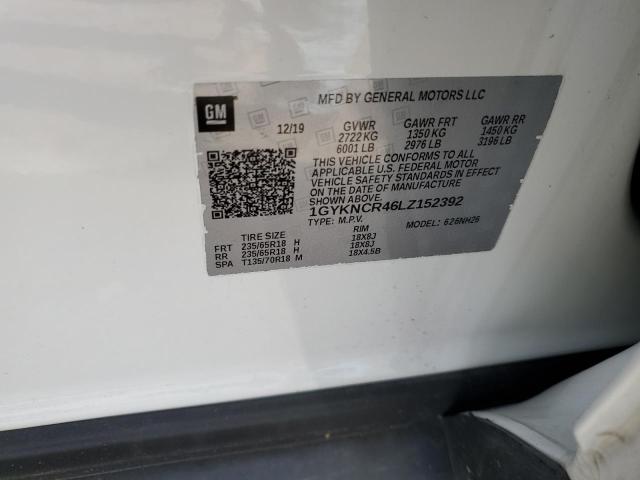 GM
MFD BY GENERAL MOTORS LLC
12/19 GVWR GAWR FRT GAWR RR
2722 KG 1350 KG 1450 KG
6001 LB 2976 LB 3196 LB
THIS VEHICLE CONFORMS TO ALL
APPLICABLE U.S. FEDERAL MOTOR
VEHICLE SAFETY STANDARDS IN EFFECT
ON THE DATE OF MANUFACTURE
SHOWN ABOVE.
1GYKNCR46LZ152392
TYPE: M.P.V. MODEL: 626NH26
TIRE SIZE RIM
FRT 235/65R18 H 18X8J
RR 235/65R18 H 18X8J
SPA T135/70R18 M 18X4.5B